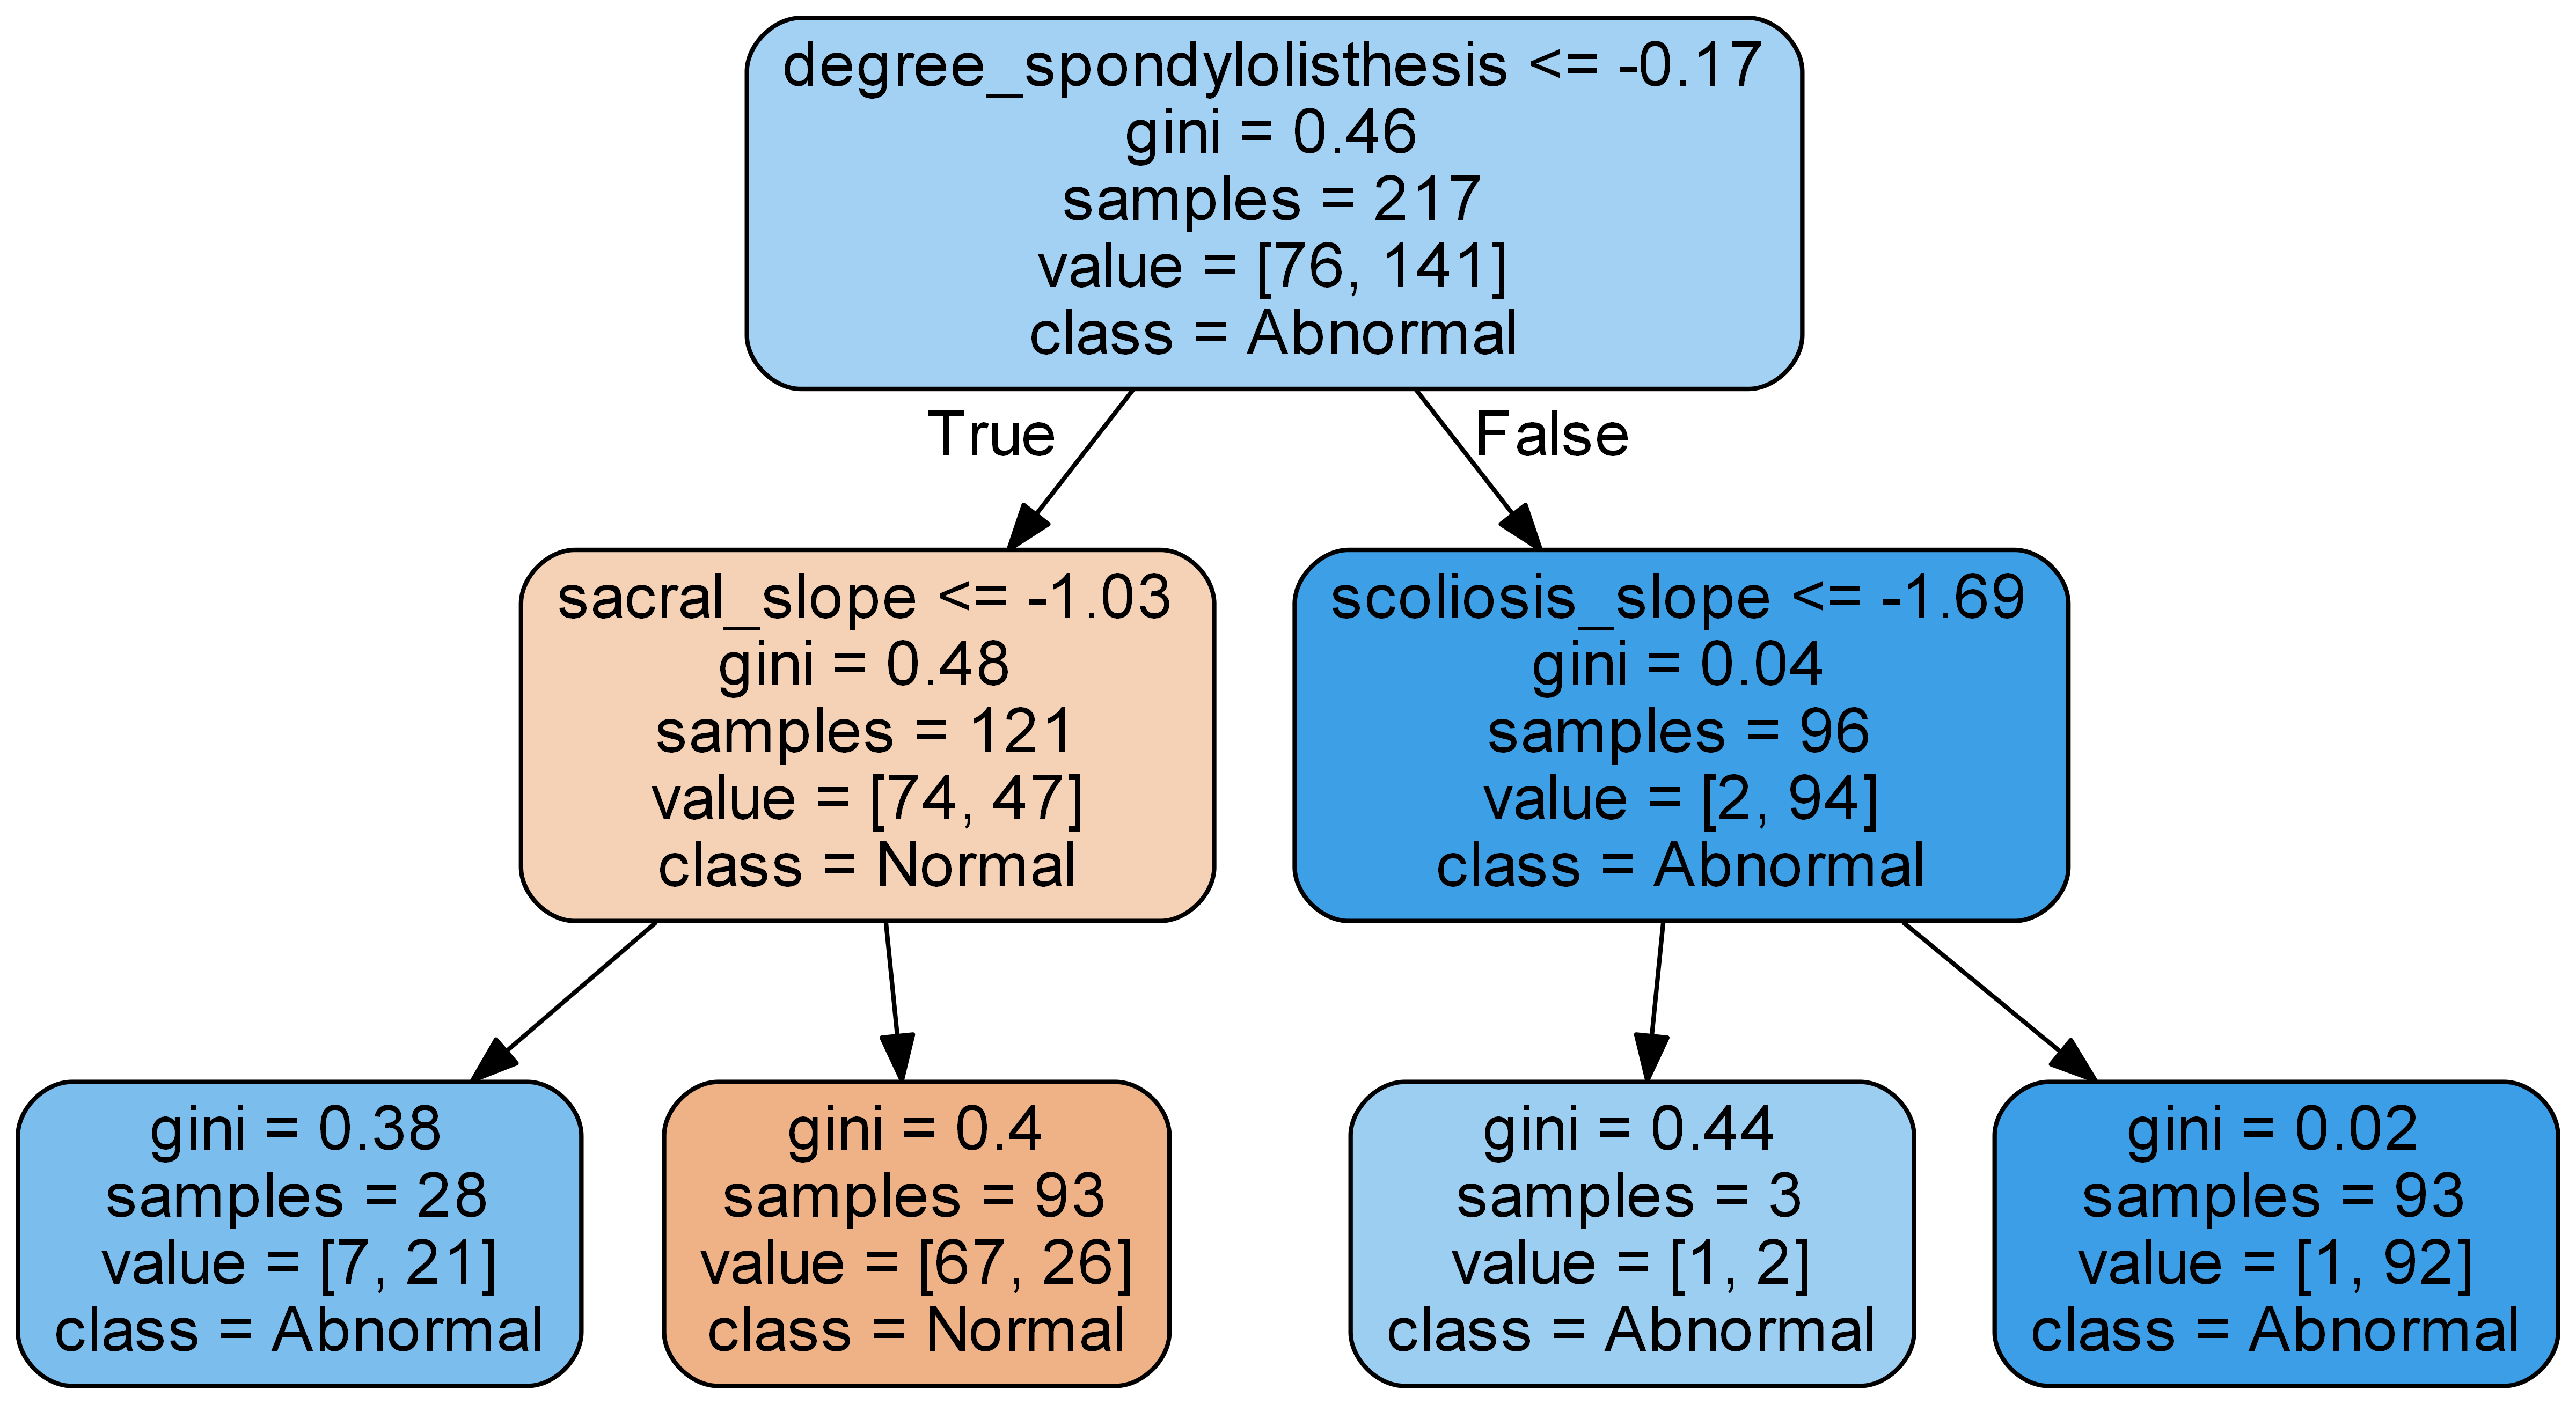 degree_spondylolisthesis <= -0.17
gini = 0.46
samples = 217
value = [76, 141]
class = Abnormal
True
False
sacral_slope <= -1.03
gini = 0.48
samples = 121
value = [74, 47]
class = Normal
scoliosis_slope <= -1.69
gini = 0.04
samples = 96
value = [2, 94]
class = Abnormal
gini = 0.38
samples = 28
value = [7, 21]
class = Abnormal
gini = 0.4
samples = 93
value = [67, 26]
class = Normal
gini = 0.44
samples = 3
value = [1, 2]
class = Abnormal
gini = 0.02
samples = 93
value = [1, 92]
class = Abnormal